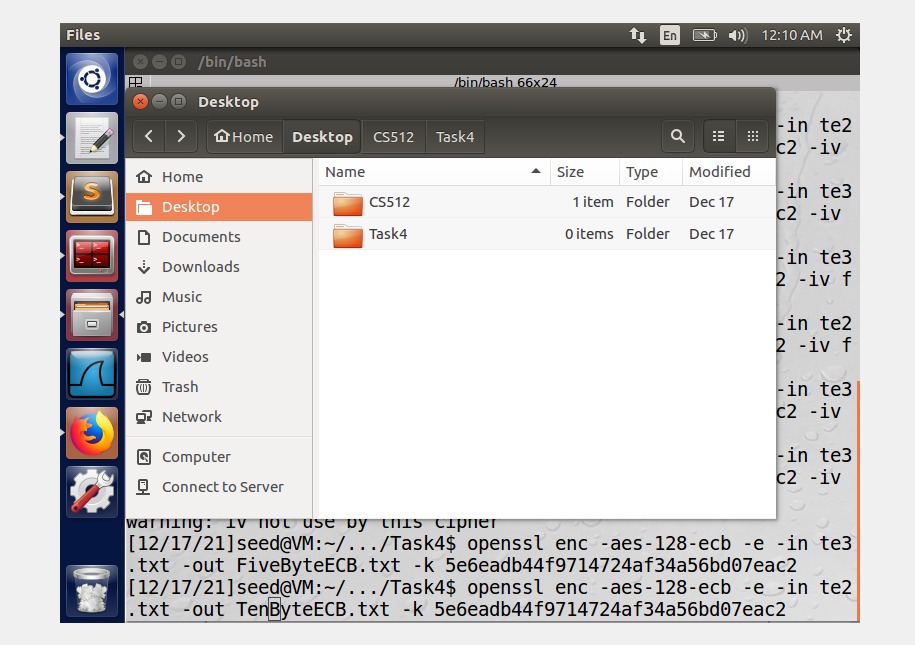 Files
En
12:10 AM
/bin/bash
/bin/bash 66x24
Desktop
Home Desktop CS512 Task4
Name Size Type Modified
Home
CS512 1 item Folder Dec 17
Desktop
Task4 0 items Folder Dec 17
Documents
Downloads
Music
Pictures
Videos
Trash
Network
Computer
Connect to Server
-in te2
c2 -iv
-in te3
c2 -iv
-in te3
2 -iv f
-in te2
2 -iv f
-in te3
c2 -iv
-in te3
c2 -iv
warning: iv not use by this cipher
[12/17/21]seed@VM:~/.../Task4$ openssl enc -aes-128-ecb -e -in te3
.txt -out FiveByteECB.txt -k 5e6eadb44f9714724af34a56bd07eac2
[12/17/21]seed@VM:~/.../Task4$ openssl enc -aes-128-ecb -e -in te2
.txt -out TenByteECB.txt -k 5e6eadb44f9714724af34a56bd07eac2